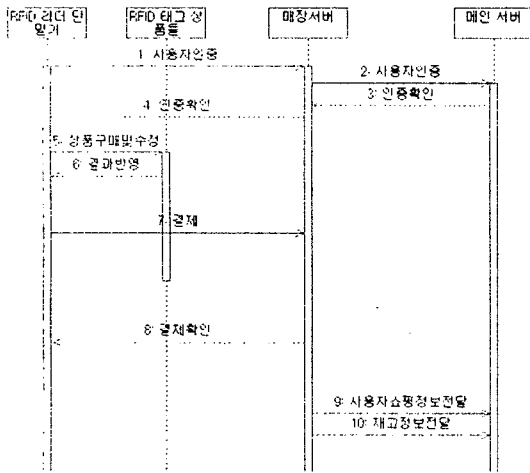 RFID 리더 단
말기
RFID 태그 상
품들
매장서버
메인 서버
1: 사용자인증
2: 사용자인증
3: 인증확인
4: 인증확인
5: 상품구매및수정
6: 결과반영
7: 결제
8: 결제확인
9: 사용자쇼핑정보전달
10: 재고정보전달